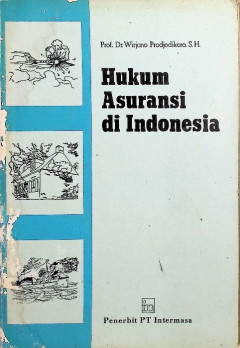 Prof. Dr. Wirjono Prodjodikoro S.H.
Hukum
Asuransi
di Indonesia
Penerbit PT Intermasa